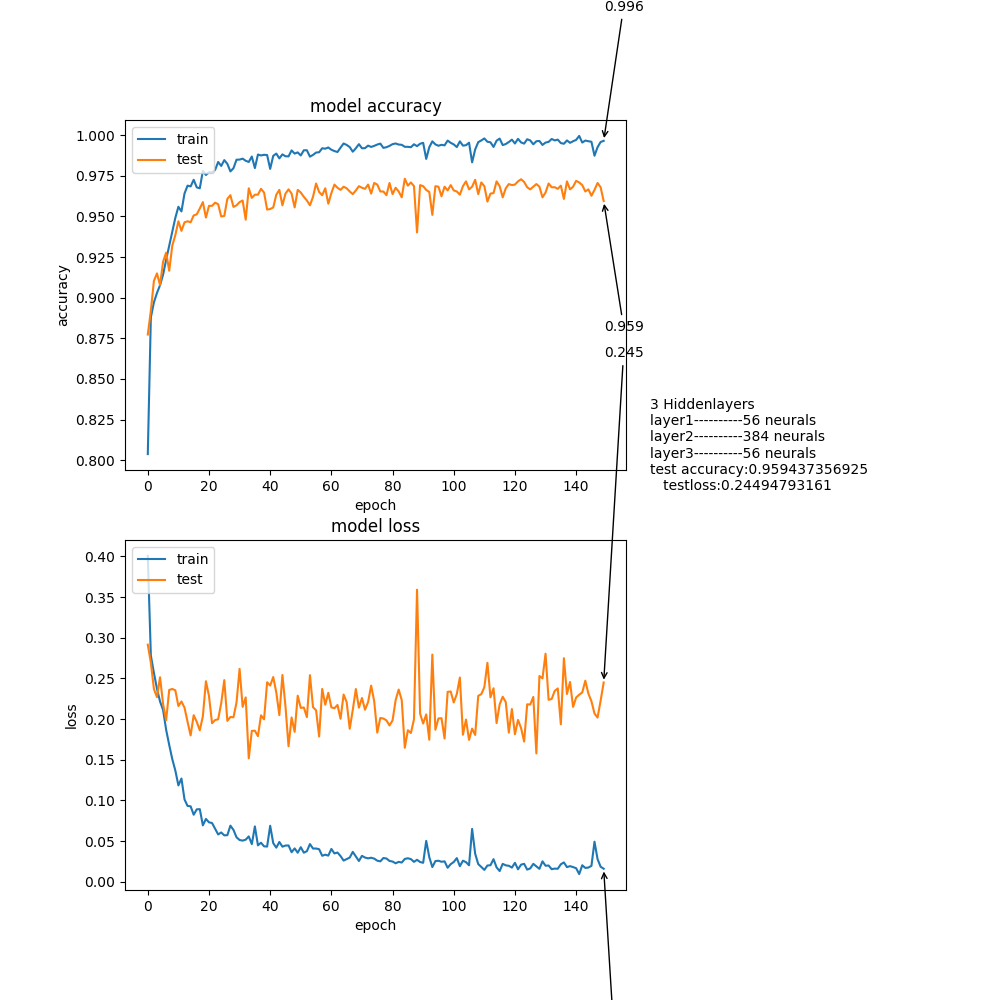 0.996
model accuracy
train
test
1.000
0.975
0.950
0.925
0.900
0.875
0.850
0.825
0.800
accuracy
0 20 40 60 80 100 120 140
epoch
0.959
0.245
3 Hiddenlayers
layer1----------56 neurals
layer2----------384 neurals
layer3----------56 neurals
test accuracy:0.959437356925
testloss:0.24494793161
model loss
train
test
0.40
0.35
0.30
0.25
0.20
0.15
0.10
0.05
0.00
loss
0 20 40 60 80 100 120 140
epoch